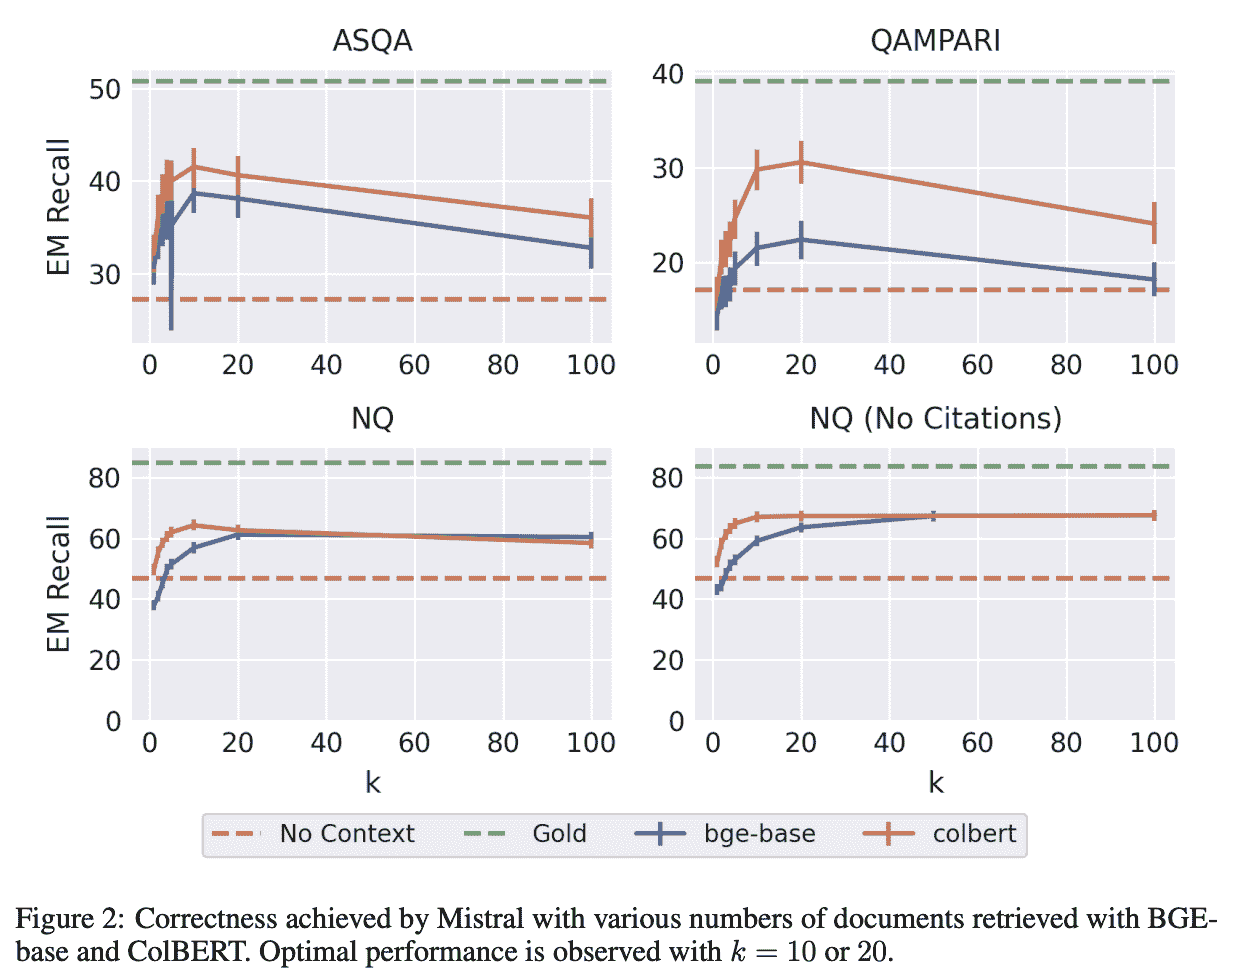 ASQA
QAMPARI
EM Recall
50
40
30
0 20 40 60 80 100
40
30
20
0 20 40 60 80 100
NQ
NQ (No Citations)
EM Recall
80
60
40
20
0
0 20 40 60 80 100
k
80
60
40
20
0
0 20 40 60 80 100
k
No Context Gold bge-base colbert
Figure 2: Correctness achieved by Mistral with various numbers of documents retrieved with BGE-
base and ColBERT. Optimal performance is observed with k = 10 or 20.